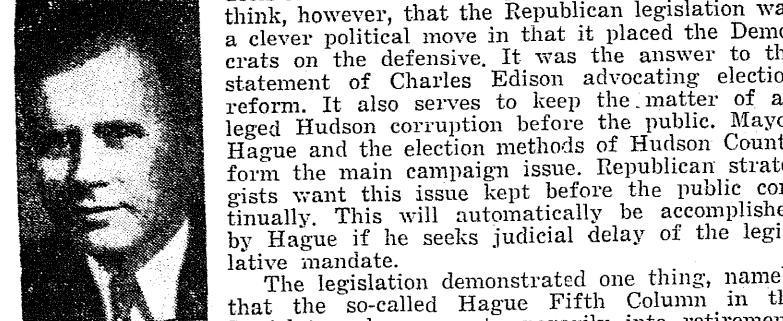 think, however, that the Republican legislation wa
a clever political move in that it placed the Demo
crats on the defensive. It was the answer to th
statement of Charles Edison advocating electio
reform. It also serves to keep the matter of a
leged Hudson corruption before the public. Mayo
Hague and the election methods of Hudson Count
form the main campaign issue. Republican strate
gists want this issue kept before the public con
tinually. This will automatically be accomplishe
by Hague if he seeks judicial delay of the legi
lative mandate.
The legislation demonstrated one thing, name
that the so-called Hague Fifth Column in th